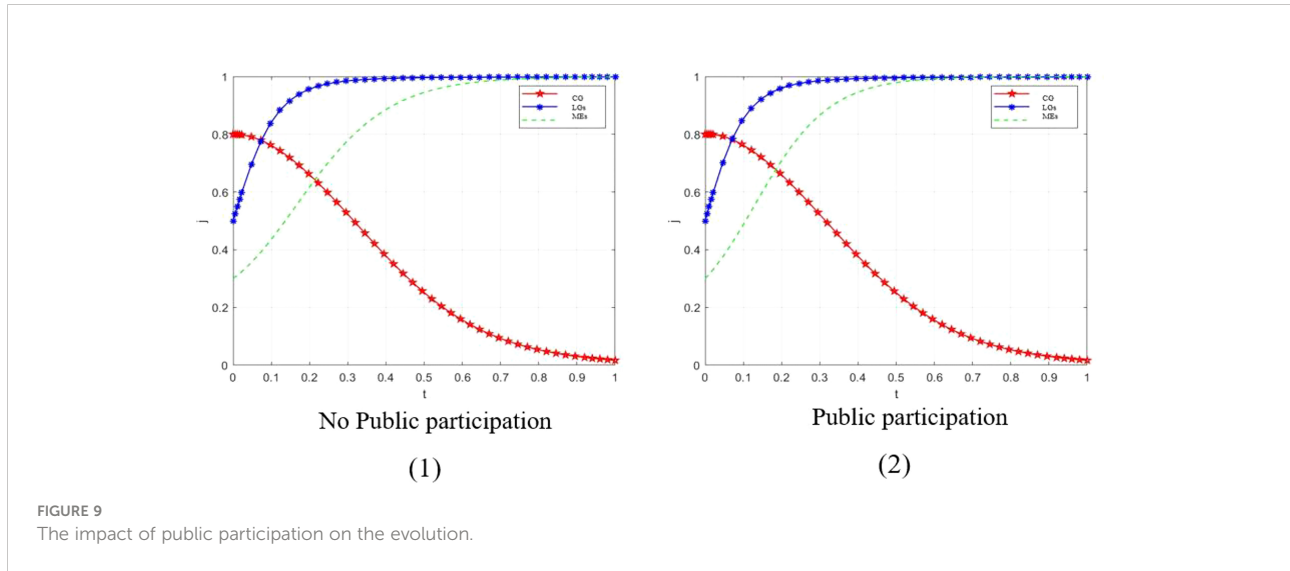 1
0.8
0.6
j
0.4
0.2
0
0 0.1 0.2 0.3 0.4 0.5 0.6 0.7 0.8 0.9 1
t
CG
LGs
MEs
No Public participation
(1)
1
0.8
0.6
j
0.4
0.2
0
0 0.1 0.2 0.3 0.4 0.5 0.6 0.7 0.8 0.9 1
t
CG
LGs
MEs
Public participation
(2)
FIGURE 9
The impact of public participation on the evolution.